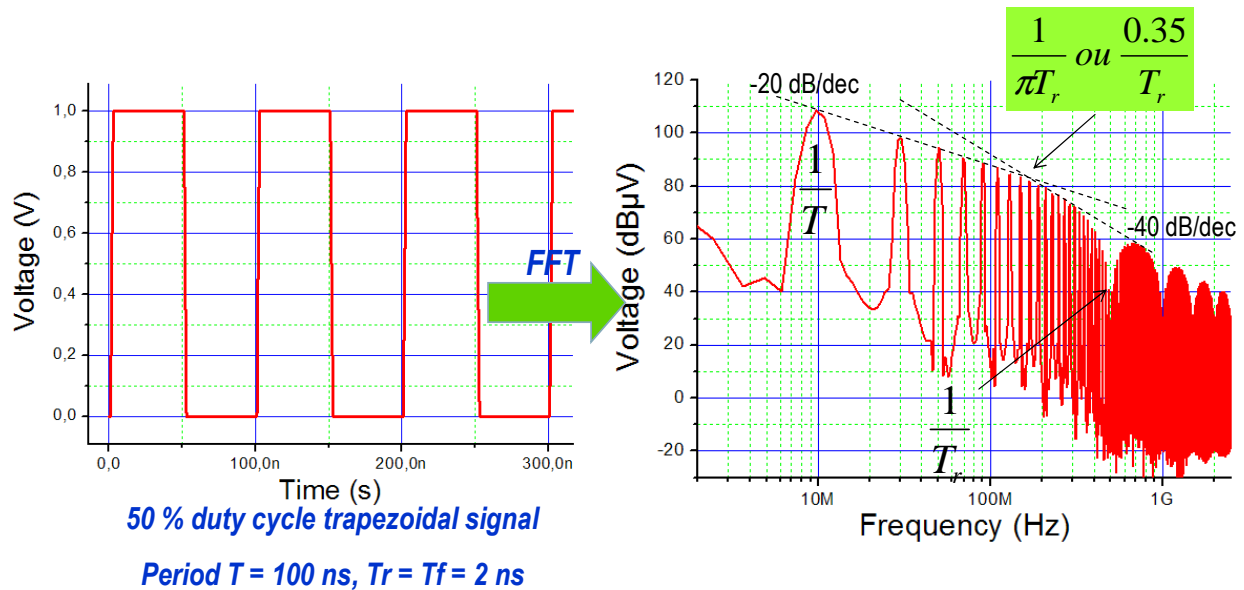 1,0
0,8
0,6
0,4
0,2
0,0
Voltage (V)
0,0
100,0n
200,0n
300,0n
Time (s)
50 % duty cycle trapezoidal signal
Period T = 100 ns, Tr = Tf = 2 ns
FFT
1/πTr ou 0.35/Tr
-20 dB/dec
-40 dB/dec
1/T
1/Tr
120
100
80
60
40
20
0
-20
Voltage (dBµV)
10M
100M
1G
Frequency (Hz)